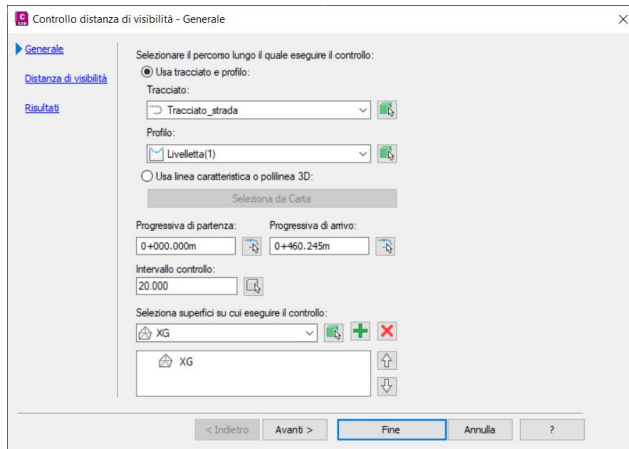 C
C3D
Controllo distanza di visibilità - Generale
Generale
Distanza di visibilità
Risultati
Selezionare il percorso lungo il quale eseguire il controllo:
Usa tracciato e profilo:
Tracciato:
Tracciato_strada
Profilo:
Livelletta(1)
Usa linea caratteristica o polilinea 3D:
Seleziona da Carta
Progressiva di partenza: Progressiva di arrivo:
0+000.000m 0+460.245m
Intervallo controllo:
20.000
Seleziona superfici su cui eseguire il controllo:
XG
XG
< Indietro Avanti > Fine Annulla ?